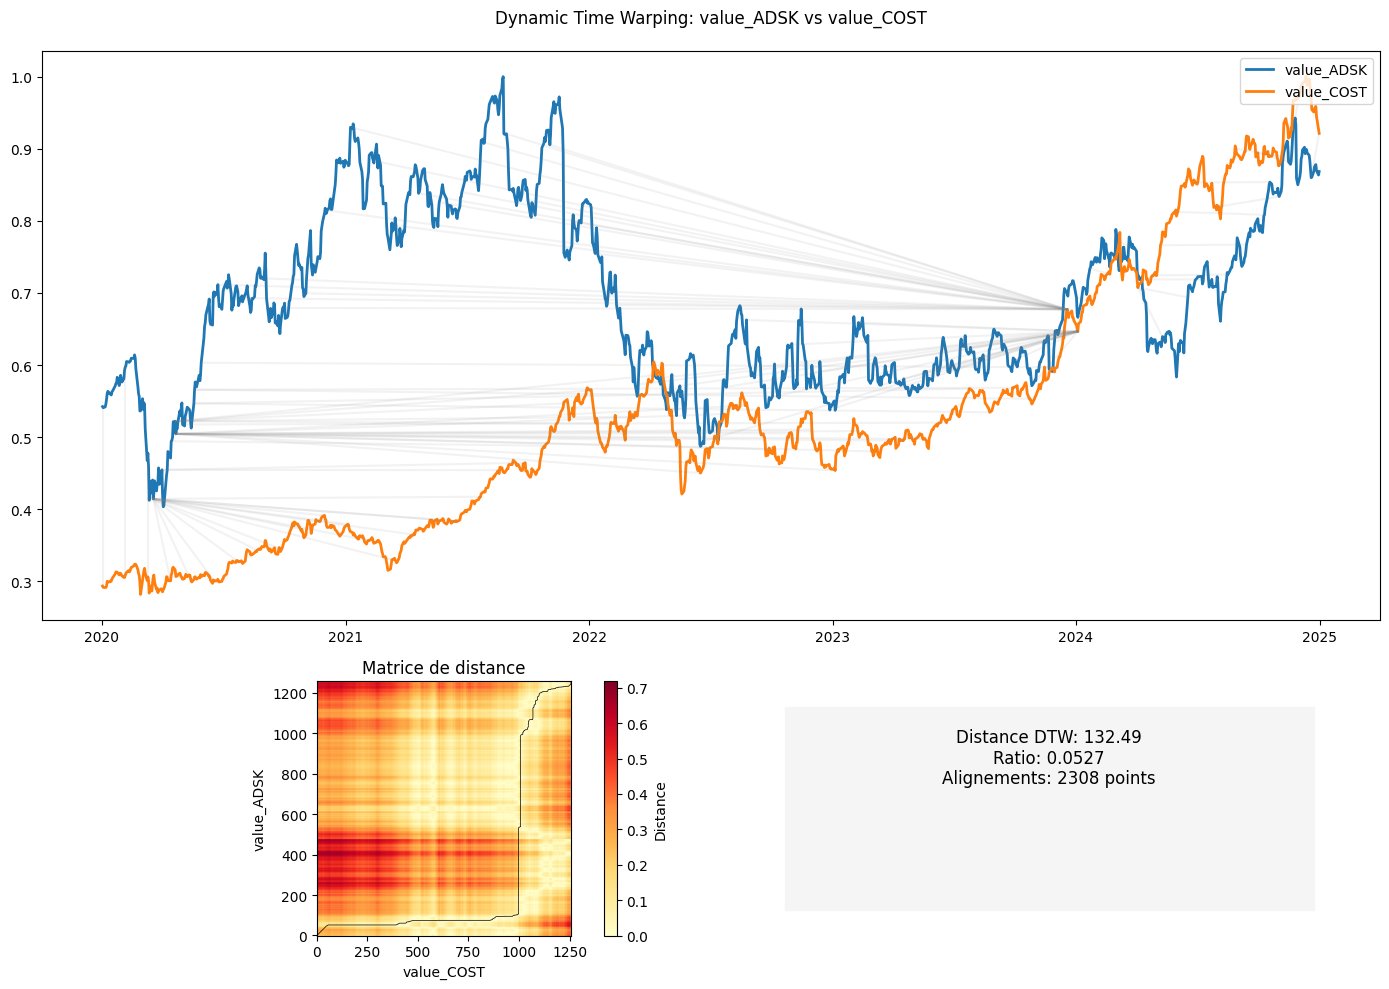 Dynamic Time Warping: value_ADSK vs value_COST
value_ADSK
value_COST
1.0
0.9
0.8
0.7
0.6
0.5
0.4
0.3
2020 2021 2022 2023 2024 2025
Matrice de distance
value_ADSK
1200
1000
800
600
400
200
0
0 250 500 750 1000 1250
value_COST
0.7
0.6
0.5
0.4
0.3
0.2
0.1
0.0
Distance
Distance DTW: 132.49
Ratio: 0.0527
Alignements: 2308 points